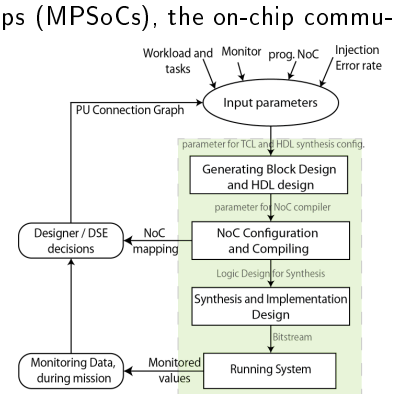 ps (MPSoCs), the on-chip commu-
Workload and
tasks
Monitor
prog. NoC
Injection
Error rate
PU Connection Graph
Input parameters
parameter for TCL and HDL synthesis config.
Generating Block Design
and HDL design
parameter for NoC compiler
Designer / DSE
decisions
NoC
mapping
NoC Configuration
and Compiling
Logic Design for Synthesis
Synthesis and Implementation
Design
Bitstream
Monitoring Data,
during mission
Monitored
values
Running System